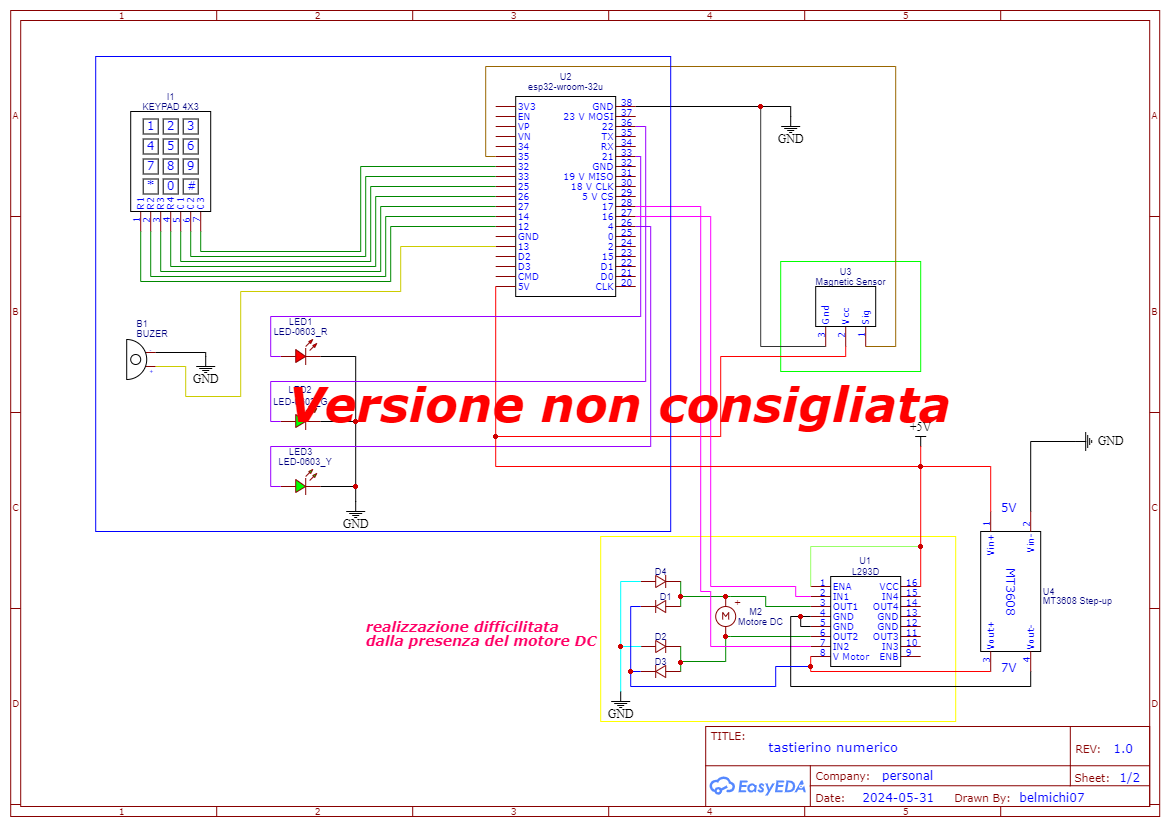 1 2 3 4 5
A A
B B
C C
D D
I1
KEYPAD 4X3
1 2 3
4 5 6
7 8 9
* 0 #
R1 R2 R3 R4 C1 C2 C3
1 2 3 4 5 6 7
U2
esp32-wroom-32u
3V3 GND 38
EN 23 V MOSI 37
VP 22 36
VN TX 35
34 RX 34
35 21 33
32 GND 32
33 19 V MISO 31
25 18 V CLK 30
26 5 V CS 29
27 17 28
14 16 27
12 4 26
GND 0 25
13 2 24
D2 15 23
D3 D1 22
CMD D0 21
5V CLK 20
GND
U3
Magnetic Sensor
Gnd Vcc Sig
3 2 1
B1
BUZER
GND
LED1
LED-0603_R
LED2
LED-0603_G
LED3
LED-0603_Y
GND
Versione non consigliata
+5V
GND
5V
1 2
Vin+ Vin-
MT3608
U4
MT3608 Step-up
Vout+ Vout-
3 4
7V
U1
L293D
1 ENA VCC 16
2 IN1 IN4 15
3 OUT1 OUT4 14
4 GND GND 13
5 GND GND 12
6 OUT2 OUT3 11
7 IN2 IN3 10
8 V Motor ENB 9
D4
D1
D2
D3
M +
M2
Motore DC
GND
realizzazione difficilitata
dalla presenza del motore DC
TITLE:
tastierino numerico
REV: 1.0
EasyEDA
Company: personal
Sheet: 1/2
Date: 2024-05-31 Drawn By: belmichi07
1 2 3 4 5